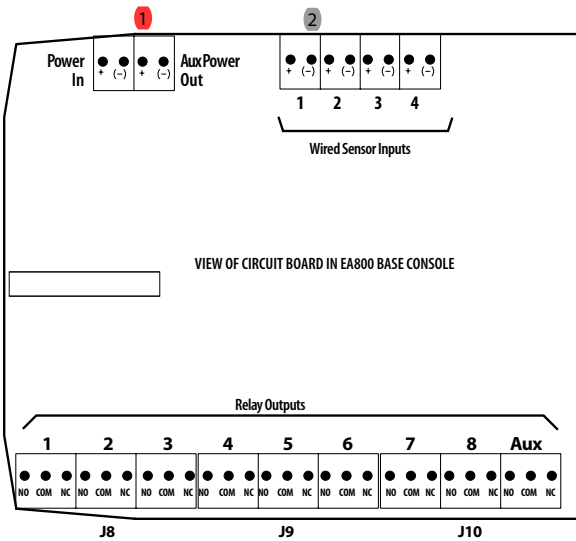 1 2
Power In
+ (-) + (-)
Aux Power Out
+ (-) + (-) + (-) + (-)
1 2 3 4
Wired Sensor Inputs
VIEW OF CIRCUIT BOARD IN EA800 BASE CONSOLE
Relay Outputs
1 2 3 4 5 6 7 8 Aux
NO COM NC NO COM NC NO COM NC NO COM NC NO COM NC NO COM NC NO COM NC NO COM NC NO COM NC
J8 J9 J10